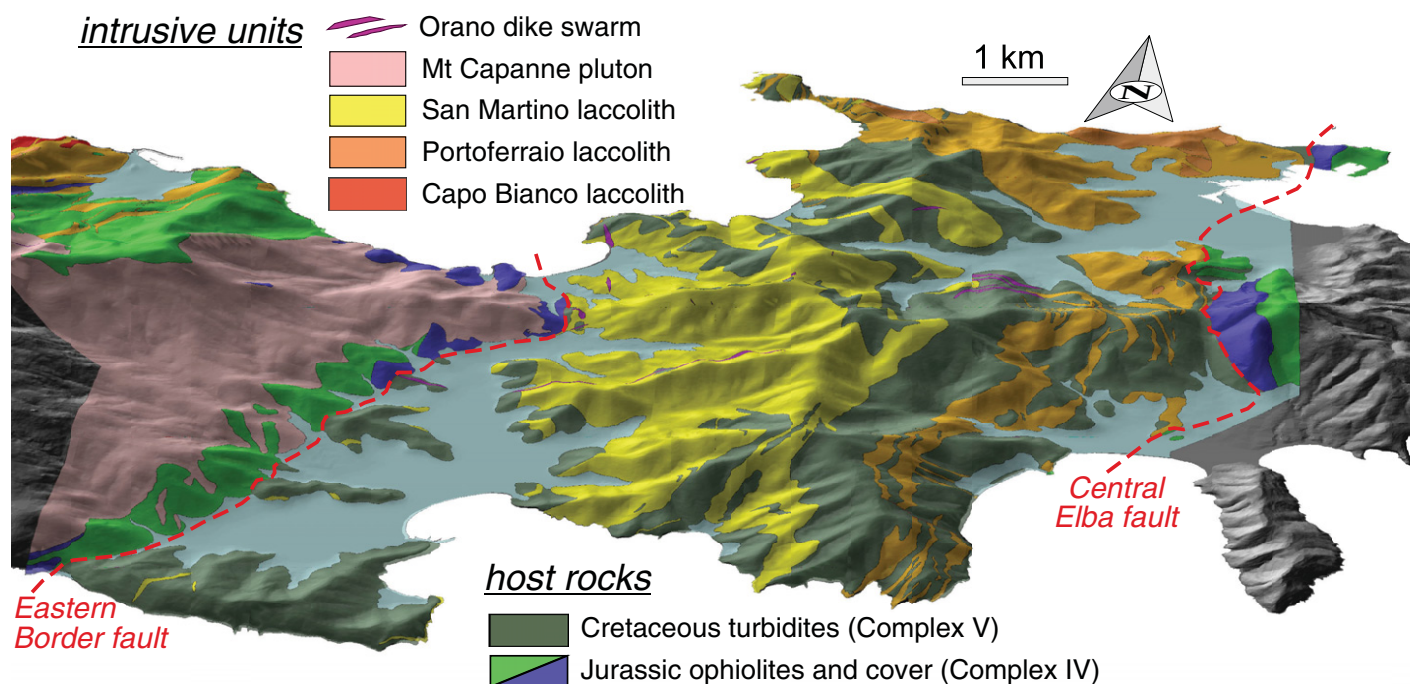 intrusive units
Orano dike swarm
Mt Capanne pluton
San Martino laccolith
Portoferraio laccolith
Capo Bianco laccolith
1 km
N
Eastern
Border fault
Central
Elba fault
host rocks
Cretaceous turbidites (Complex V)
Jurassic ophiolites and cover (Complex IV)